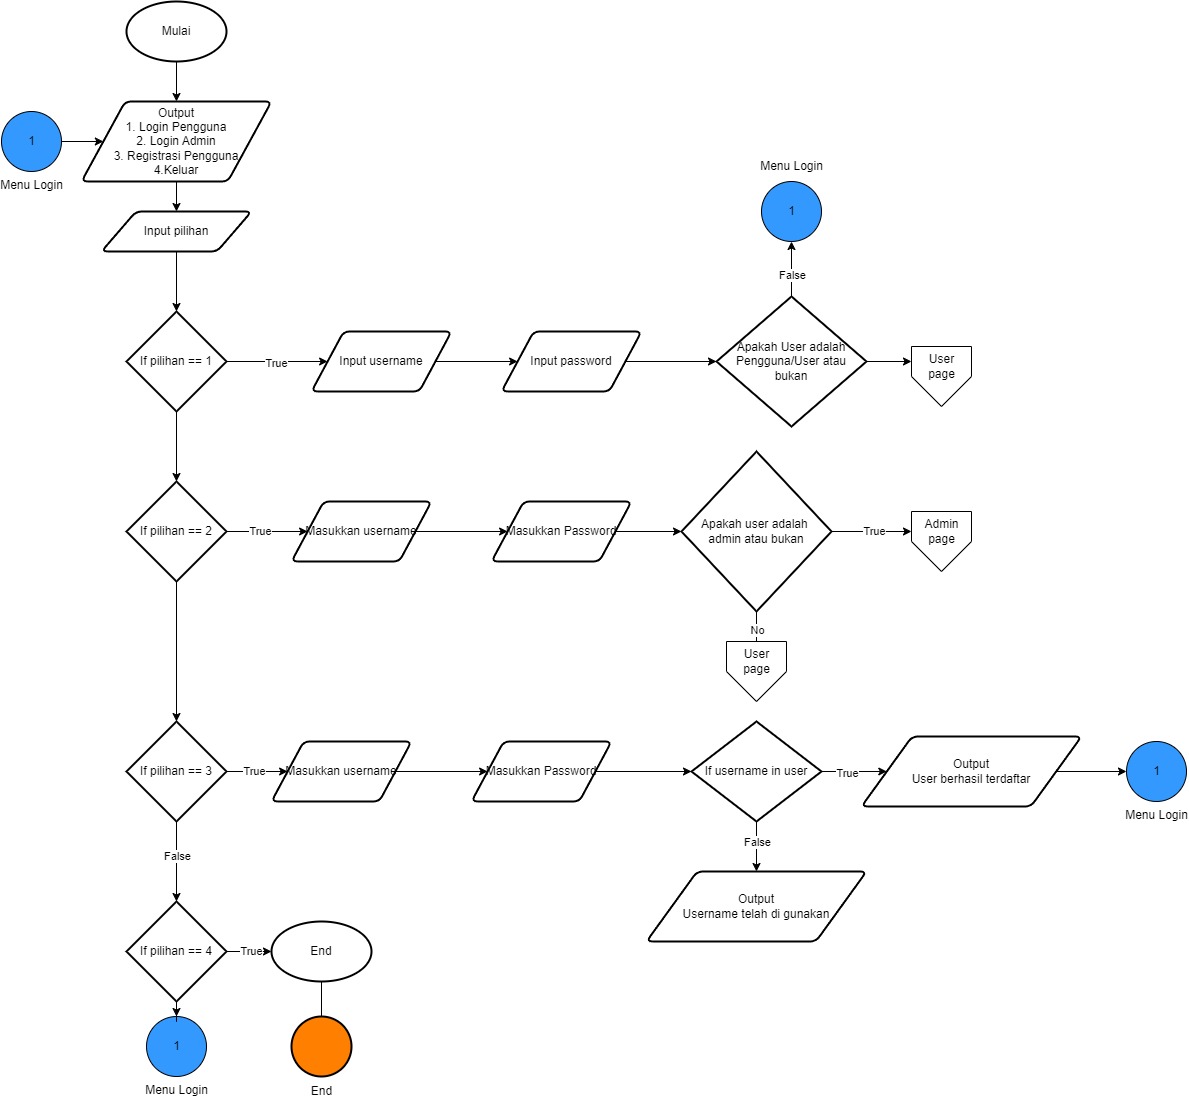 Mulai
Output
1. Login Pengguna
2. Login Admin
3. Registrasi Pengguna
4.Keluar
1
Menu Login
Input pilihan
Menu Login
1
False
If pilihan == 1
True
Input username
Input password
Apakah User adalah
Pengguna/User atau
bukan
User
page
If pilihan == 2
True
Masukkan username
Masukkan Password
Apakah user adalah
admin atau bukan
True
Admin
page
No
User
page
If pilihan == 3
True
Masukkan username
Masukkan Password
If username in user
True
Output
User berhasil terdaftar
1
Menu Login
False
False
Output
Username telah di gunakan
If pilihan == 4
True
End
1
Menu Login
End